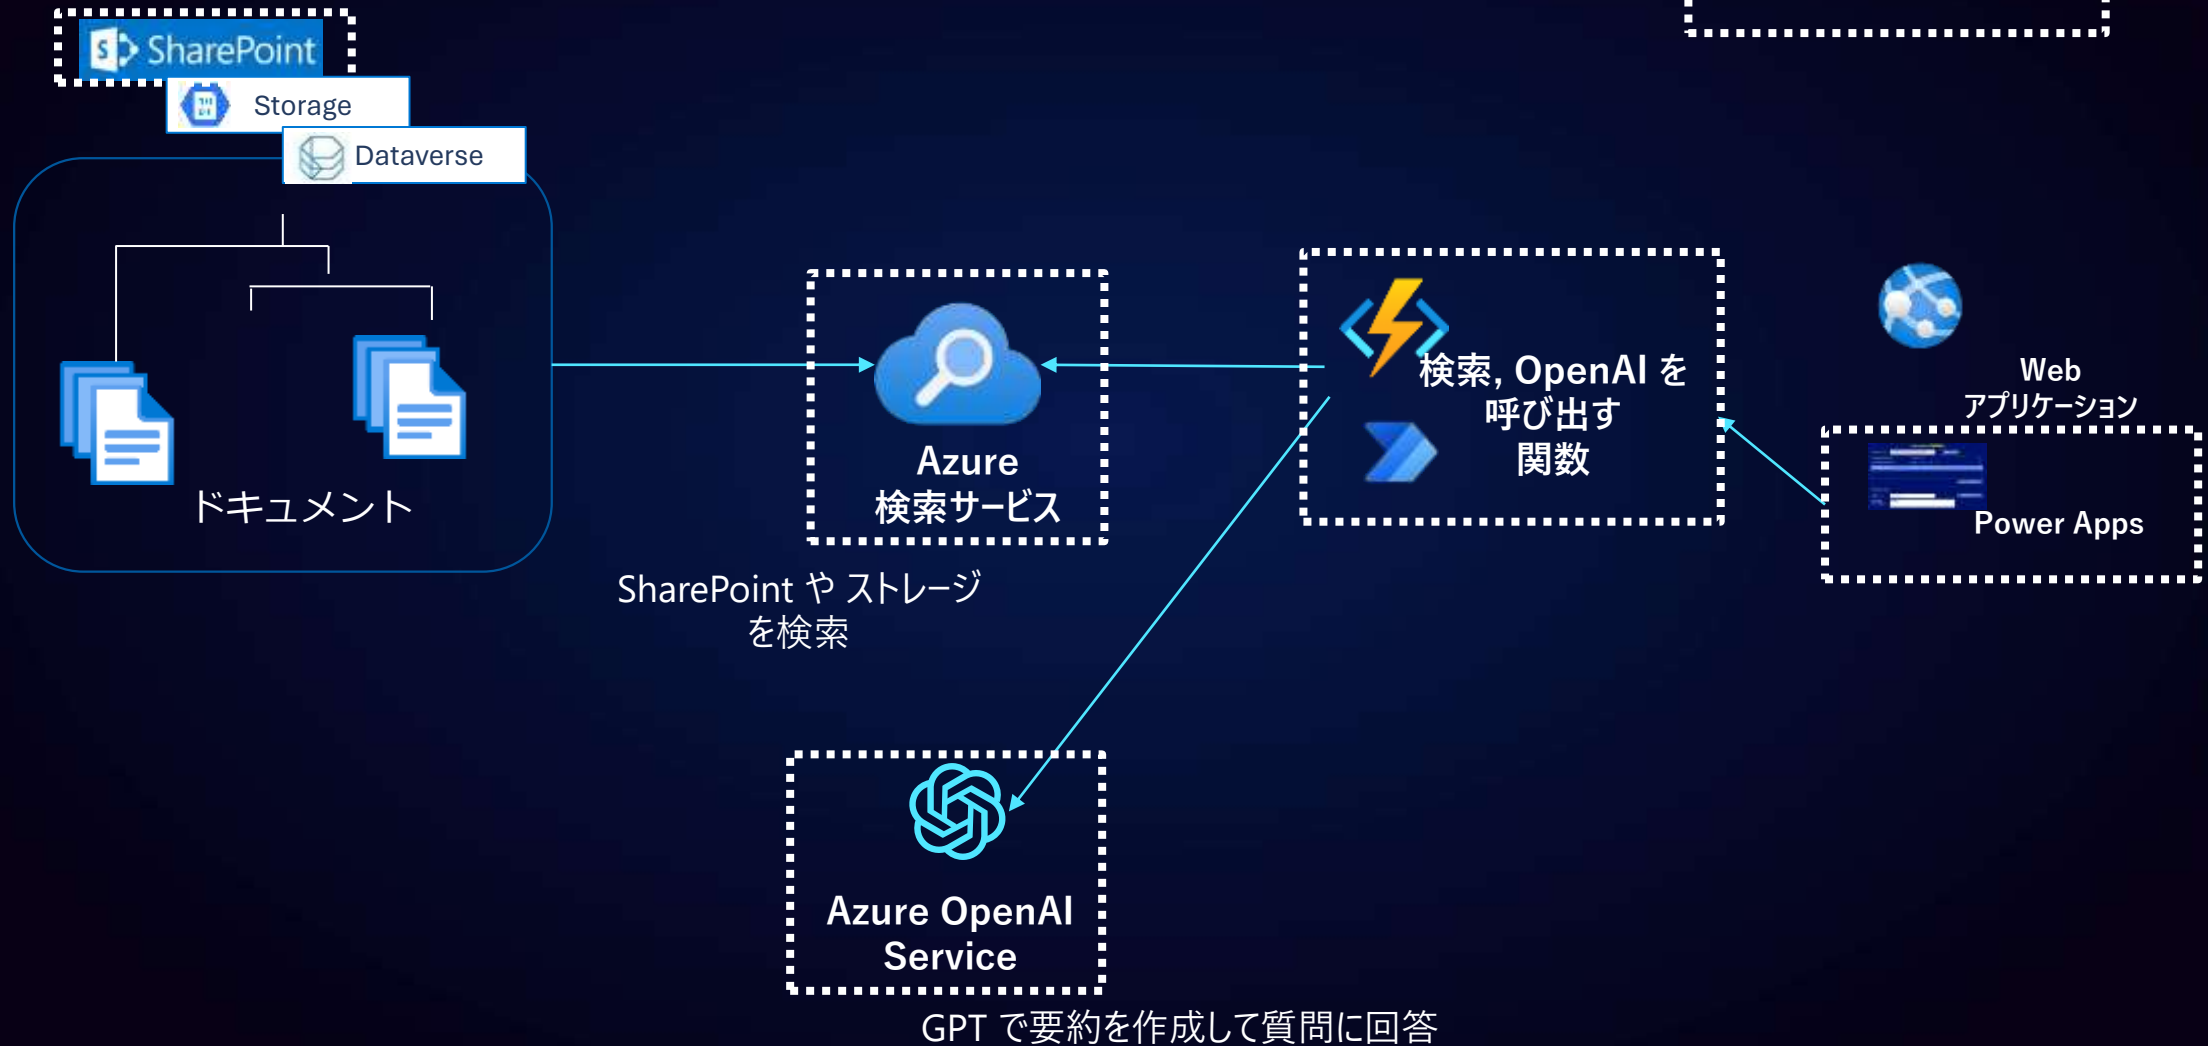 SharePoint
Storage
Dataverse
ドキュメント
Azure
検索サービス
SharePoint や ストレージ
を検索
検索, OpenAI を
呼び出す
関数
Web
アプリケーション
Power Apps
Azure OpenAI
Service
GPT で要約を作成して質問に回答